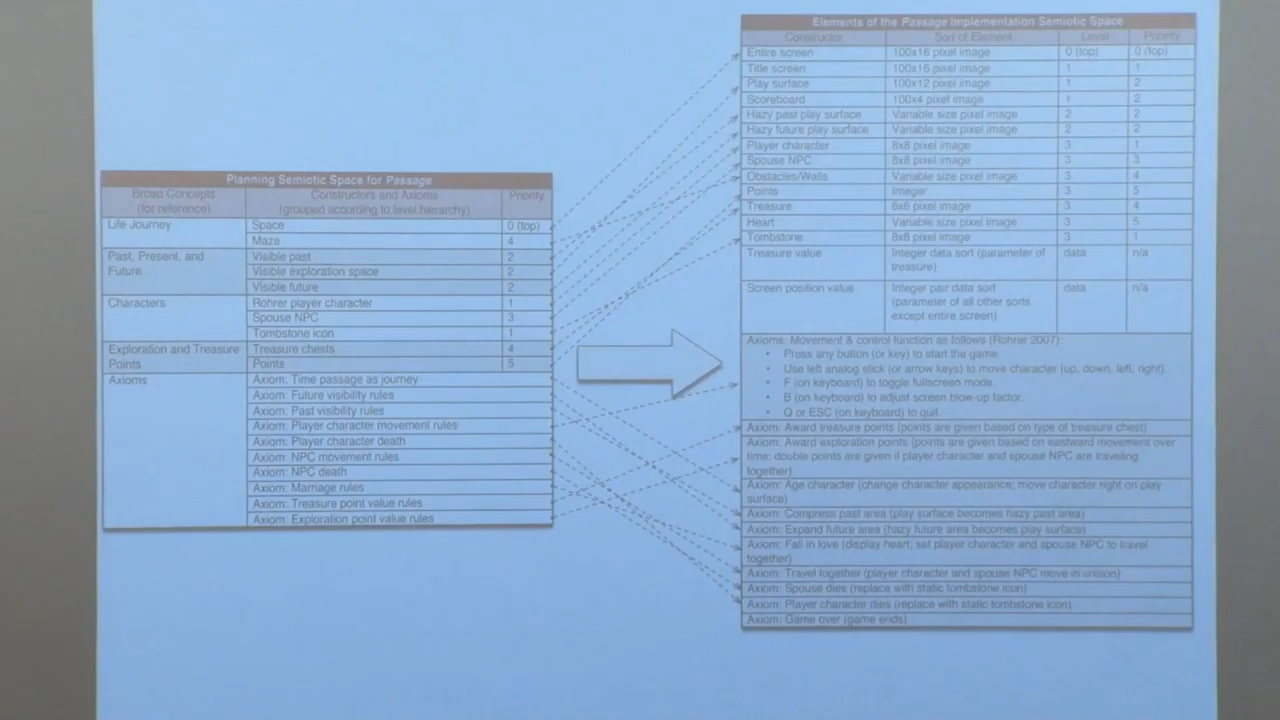 Planning Semiotic Space for Passage
Broad Concepts
(for reference)
Constructors and Axioms
(grouped according to level hierarchy)
Priority
Life Journey
Space
0 (top)
Maze
4
Past, Present, and
Future
Visible past
2
Visible exploration space
2
Visible future
2
Characters
Rohrer player character
1
Spouse NPC
3
Tombstone icon
1
Exploration and Treasure
Points
Treasure chests
4
Points
5
Axioms
Axiom: Time passage as journey
Axiom: Future visibility rules
Axiom: Past visibility rules
Axiom: Player character movement rules
Axiom: Player character death
Axiom: NPC movement rules
Axiom: NPC death
Axiom: Marriage rules
Axiom: Treasure point value rules
Axiom: Exploration point value rules
Elements of the Passage Implementation Semiotic Space
Constructor
Sort of Element
Level
Priority
Entire screen
100x16 pixel image
0 (top)
0 (top)
Title screen
100x16 pixel image
1
1
Play surface
100x12 pixel image
1
2
Scoreboard
100x4 pixel image
1
2
Hazy past play surface
Variable size pixel image
2
2
Hazy future play surface
Variable size pixel image
2
2
Player character
8x8 pixel image
3
1
Spouse NPC
8x8 pixel image
3
3
Obstacles/Walls
Variable size pixel image
3
4
Points
Integer
3
5
Treasure
6x6 pixel image
3
4
Heart
Variable size pixel image
3
5
Tombstone
8x8 pixel image
3
1
Treasure value
Integer data sort (parameter of
treasure)
data
n/a
Screen position value
Integer pair data sort
(parameter of all other sorts
except entire screen)
data
n/a
Axioms: Movement & control function as follows (Rohrer 2007):
• Press any button (or key) to start the game
• Use left analog stick (or arrow keys) to move character (up, down, left, right).
• F (on keyboard) to toggle fullscreen mode.
• B (on keyboard) to adjust screen blow-up factor.
• Q or ESC (on keyboard) to quit.
Axiom: Award treasure points (points are given based on type of treasure chest)
Axiom: Award exploration points [points are given based on eastward movement over
time; double points are given if player character and spouse NPC are traveling
together)
Axiom: Age character (change character appearance; move character right on play
surface)
Axiom: Compress past area (play surface becomes hazy past area)
Axiom: Expand future area (hazy future area becomes play surface)
Axiom: Fall in love (display heart; set player character and spouse NPC to travel
together)
Axiom: Travel together (player character and spouse NPC move in unison)
Axiom: Spouse dies (replace with static tombstone icon)
Axiom: Player character dies (replace with static tombstone icon)
Axiom: Game over (game ends)